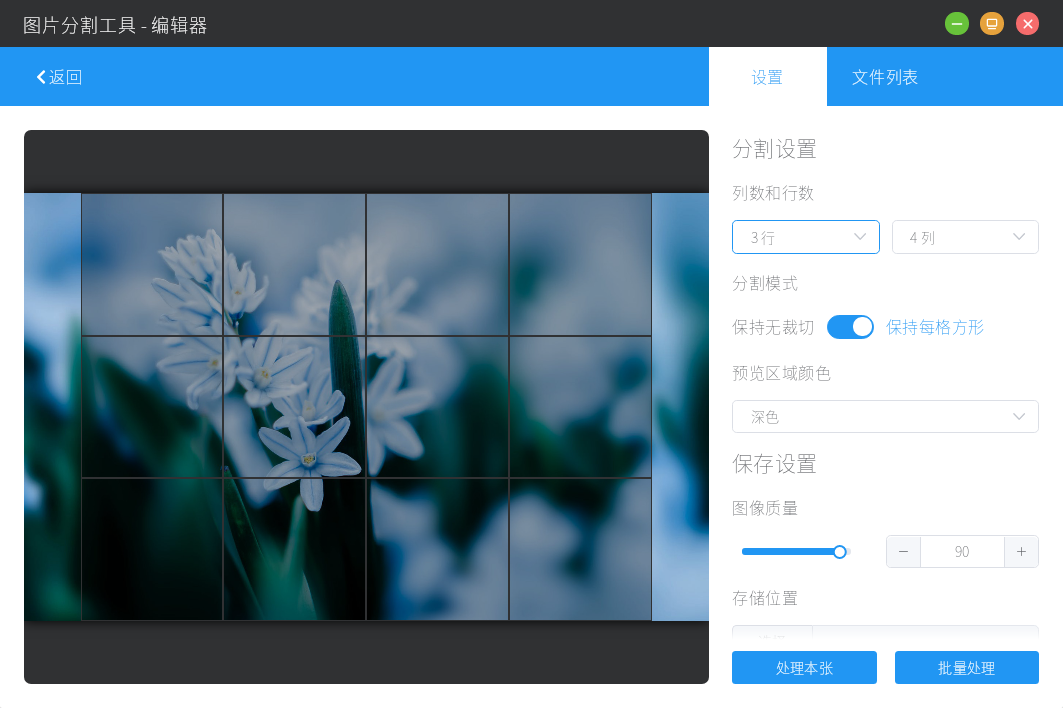 图片分割工具 - 编辑器
返回
设置
文件列表
分割设置
列数和行数
3 行
4 列
分割模式
保持无裁切
保持每格方形
预览区域颜色
深色
保存设置
图像质量
90
存储位置
处理本张
批量处理